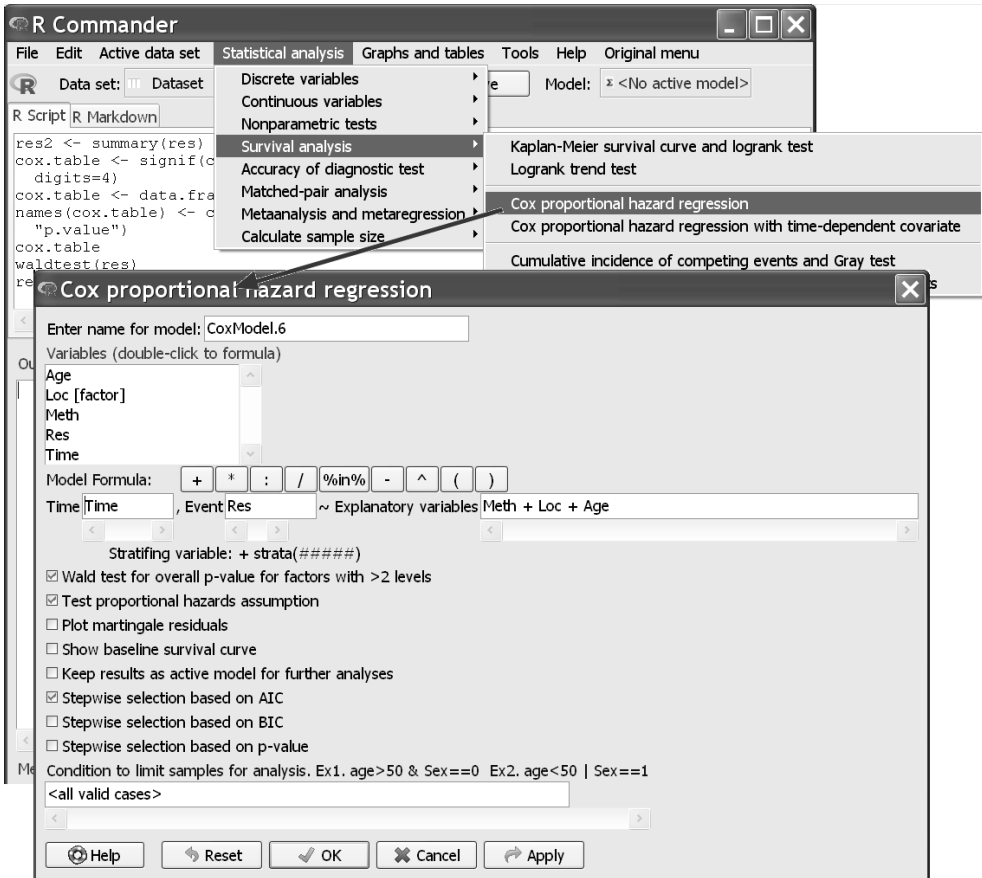 R Commander
File Edit Active data set Statistical analysis Graphs and tables Tools Help Original menu
Data set: Dataset Model: Σ <No active model>
R Script R Markdown
res2 <- summary(res)
cox.table <- signif(c
digits=4)
cox.table <- data.fra
names(cox.table) <- c
"p.value")
cox.table
waldtest(res)
re
Discrete variables
Continuous variables
Nonparametric tests
Survival analysis
Accuracy of diagnostic test
Matched-pair analysis
Metaanalysis and metaregression
Calculate sample size
Kaplan-Meier survival curve and logrank test
Logrank trend test
Cox proportional hazard regression
Cox proportional hazard regression with time-dependent covariate
Cumulative incidence of competing events and Gray test
Cox proportional hazard regression
Enter name for model: CoxModel.6
Variables (double-click to formula)
Age
Loc [factor]
Meth
Res
Time
Model Formula: + * : / %in% - ^ ( )
Time Time , Event Res ~ Explanatory variables Meth + Loc + Age
Stratifing variable: + strata(#####)
Wald test for overall p-value for factors with >2 levels
Test proportional hazards assumption
Plot martingale residuals
Show baseline survival curve
Keep results as active model for further analyses
Stepwise selection based on AIC
Stepwise selection based on BIC
Stepwise selection based on p-value
Condition to limit samples for analysis. Ex1. age>50 & Sex==0 Ex2. age<50 | Sex==1
<all valid cases>
Help Reset OK Cancel Apply